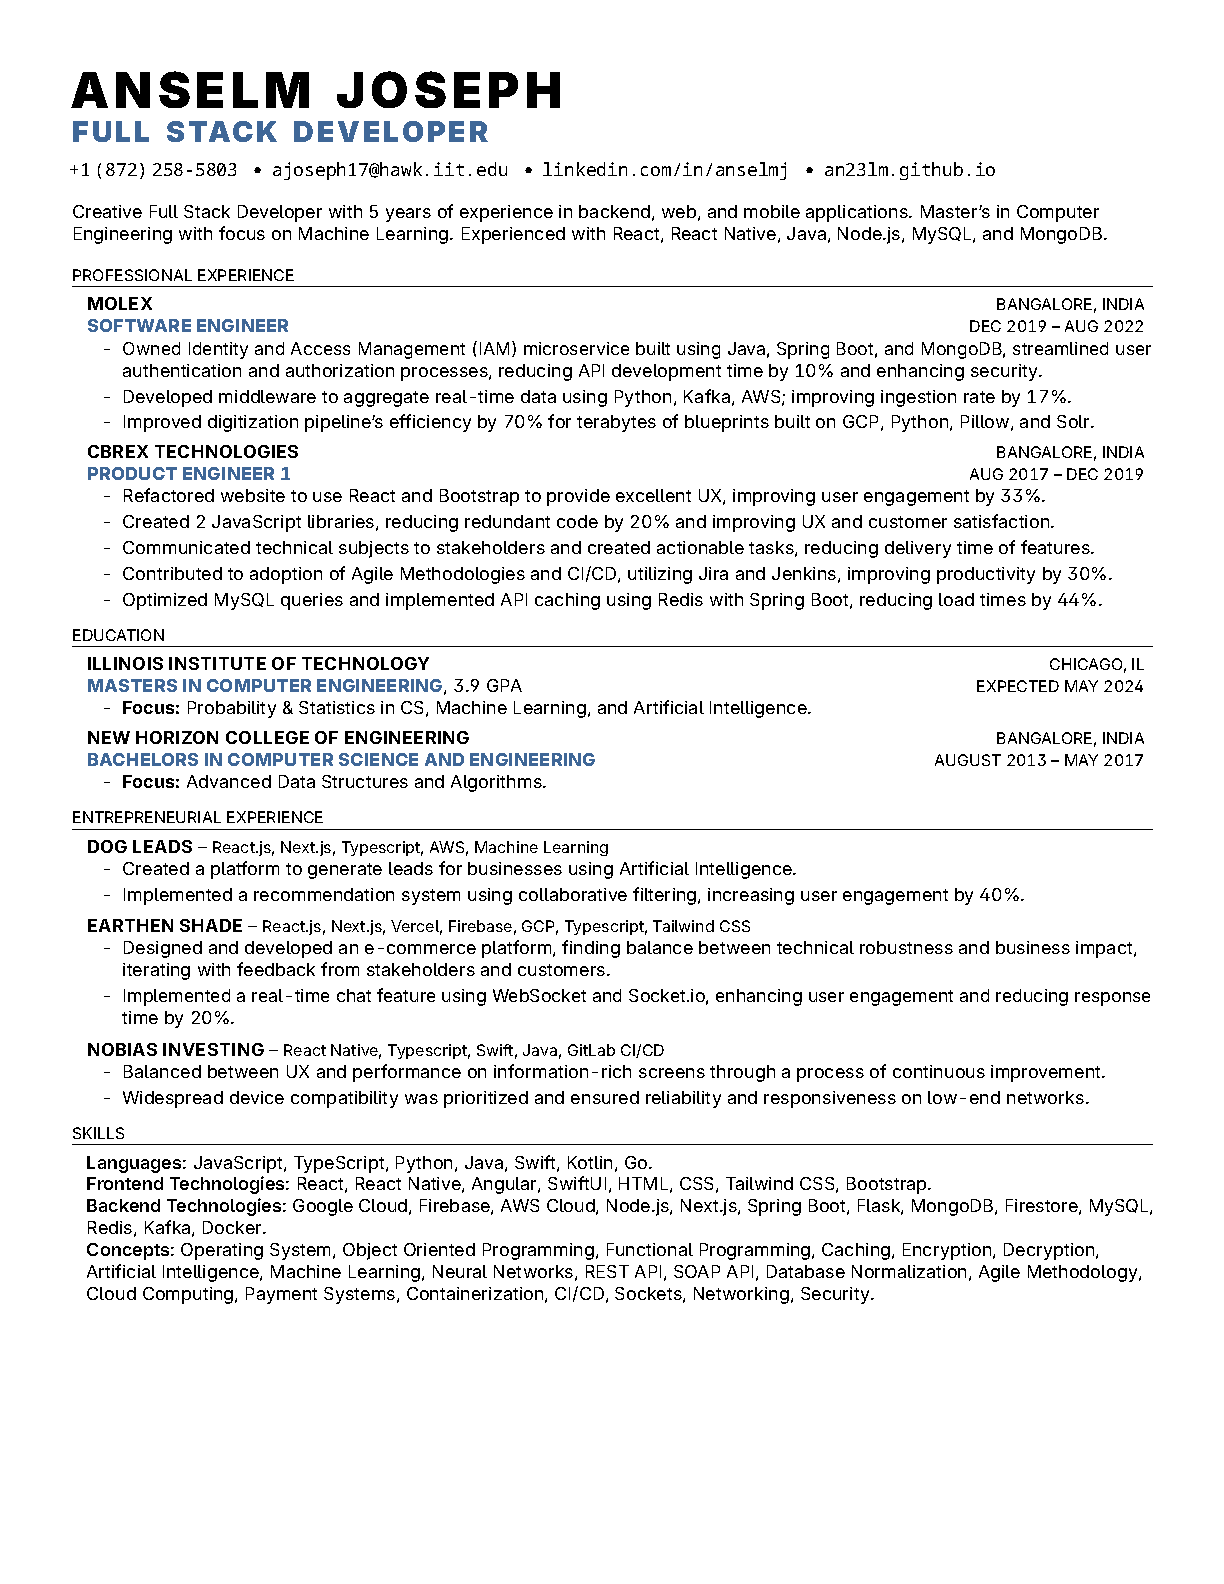 ANSELM JOSEPH
FULL STACK DEVELOPER
+1 (872) 258-5803 • ajoseph17@hawk.iit.edu • linkedin.com/in/anselmj • an23lm.github.io
Creative Full Stack Developer with 5 years of experience in backend, web, and mobile applications. Master's in Computer
Engineering with focus on Machine Learning. Experienced with React, React Native, Java, Node.js, MySQL, and MongoDB.
PROFESSIONAL EXPERIENCE
MOLEX BANGALORE, INDIA
SOFTWARE ENGINEER DEC 2019 – AUG 2022
- Owned Identity and Access Management (IAM) microservice built using Java, Spring Boot, and MongoDB, streamlined user
authentication and authorization processes, reducing API development time by 10% and enhancing security.
- Developed middleware to aggregate real-time data using Python, Kafka, AWS; improving ingestion rate by 17%.
- Improved digitization pipeline's efficiency by 70% for terabytes of blueprints built on GCP, Python, Pillow, and Solr.
CBREX TECHNOLOGIES BANGALORE, INDIA
PRODUCT ENGINEER 1 AUG 2017 – DEC 2019
- Refactored website to use React and Bootstrap to provide excellent UX, improving user engagement by 33%.
- Created 2 JavaScript libraries, reducing redundant code by 20% and improving UX and customer satisfaction.
- Communicated technical subjects to stakeholders and created actionable tasks, reducing delivery time of features.
- Contributed to adoption of Agile Methodologies and CI/CD, utilizing Jira and Jenkins, improving productivity by 30%.
- Optimized MySQL queries and implemented API caching using Redis with Spring Boot, reducing load times by 44%.
EDUCATION
ILLINOIS INSTITUTE OF TECHNOLOGY CHICAGO, IL
MASTERS IN COMPUTER ENGINEERING, 3.9 GPA EXPECTED MAY 2024
- Focus: Probability & Statistics in CS, Machine Learning, and Artificial Intelligence.
NEW HORIZON COLLEGE OF ENGINEERING BANGALORE, INDIA
BACHELORS IN COMPUTER SCIENCE AND ENGINEERING AUGUST 2013 – MAY 2017
- Focus: Advanced Data Structures and Algorithms.
ENTREPRENEURIAL EXPERIENCE
DOG LEADS – React.js, Next.js, Typescript, AWS, Machine Learning
- Created a platform to generate leads for businesses using Artificial Intelligence.
- Implemented a recommendation system using collaborative filtering, increasing user engagement by 40%.
EARTHEN SHADE – React.js, Next.js, Vercel, Firebase, GCP, Typescript, Tailwind CSS
- Designed and developed an e-commerce platform, finding balance between technical robustness and business impact,
iterating with feedback from stakeholders and customers.
- Implemented a real-time chat feature using WebSocket and Socket.io, enhancing user engagement and reducing response
time by 20%.
NOBIAS INVESTING – React Native, Typescript, Swift, Java, GitLab CI/CD
- Balanced between UX and performance on information-rich screens through a process of continuous improvement.
- Widespread device compatibility was prioritized and ensured reliability and responsiveness on low-end networks.
SKILLS
Languages: JavaScript, TypeScript, Python, Java, Swift, Kotlin, Go.
Frontend Technologies: React, React Native, Angular, SwiftUI, HTML, CSS, Tailwind CSS, Bootstrap.
Backend Technologies: Google Cloud, Firebase, AWS Cloud, Node.js, Next.js, Spring Boot, Flask, MongoDB, Firestore, MySQL,
Redis, Kafka, Docker.
Concepts: Operating System, Object Oriented Programming, Functional Programming, Caching, Encryption, Decryption,
Artificial Intelligence, Machine Learning, Neural Networks, REST API, SOAP API, Database Normalization, Agile Methodology,
Cloud Computing, Payment Systems, Containerization, CI/CD, Sockets, Networking, Security.